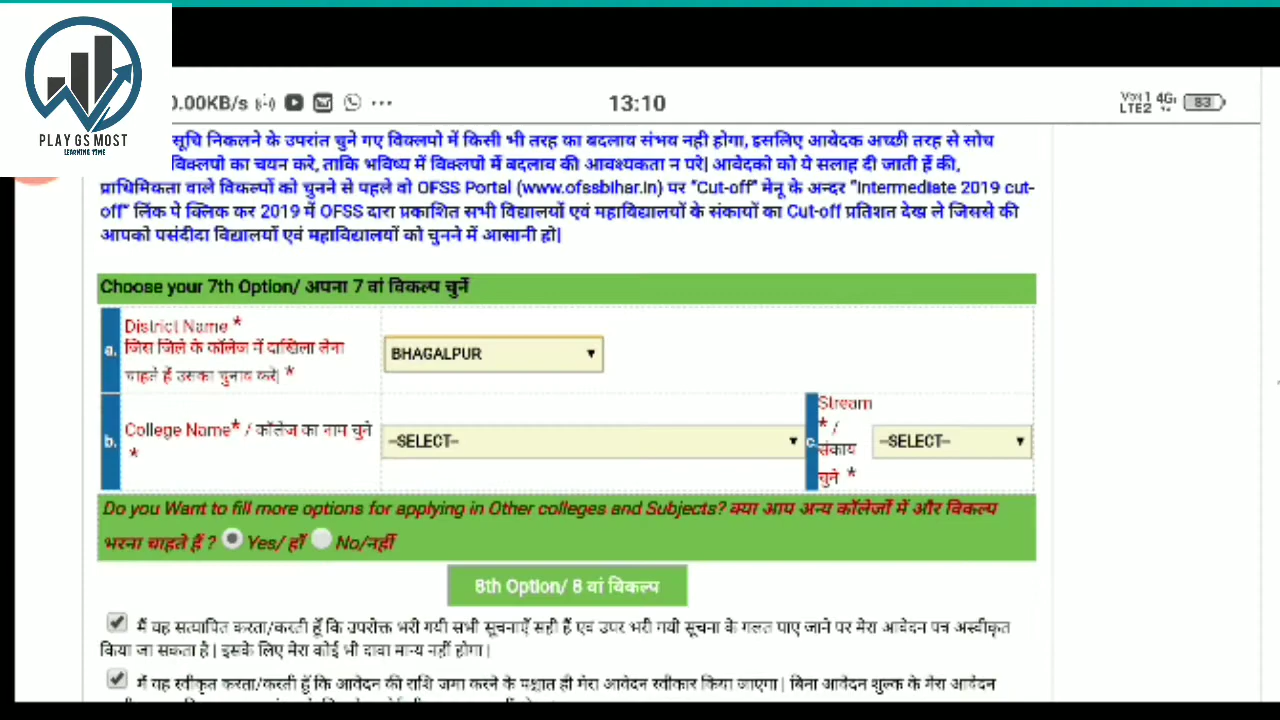 PLAY GS MOST
LEARNING TIME
0.00KB/s ... 13:10 LTE2 4G 83
सूचि निकलने के उपरांत चुने गए विक्लपो में किसी भी तरह का बदलाव संभव नही होगा, इसलिए आवेदक अच्छी तरह से सोच
विक्लपो का चयन करे, ताकि भविष्य में विक्लपो में बदलाव की आवश्यकता न परे| आवेदको को ये सलाह दी जाती हैं की,
प्राथिमिकता वाले विकल्पों को चुनने से पहले वो OFSS Portal (www.ofssbihar.in) पर "Cut-off" मेनू के अन्दर "Intermediate 2019 cut-
off" लिंक पे क्लिक कर 2019 में OFSS दारा प्रकाशित सभी विद्यालयों एवं महाविद्यालयों के संकायों का Cut-off प्रतिशत देख ले जिससे की
आपको पसंदीदा विद्यालयों एवं महाविद्यालयों को चुनने में आसानी हो|
Choose your 7th Option/ अपना 7 वां विकल्प चुनें
a. District Name *
जिस जिले के कॉलेज में दाखिला लेना
चाहते हैं उसका चुनाव करे| *
BHAGALPUR
b. College Name* / कॉलेज का नाम चुने
*
--SELECT--
c. Stream
* /
संकाय
चुने *
--SELECT--
Do you Want to fill more options for applying in Other colleges and Subjects? क्या आप अन्य कॉलेजों में और विकल्प
भरना चाहते हैं ? Yes/ हाँ No/नहीं
8th Option/ 8 वां विकल्प
मैं यह सत्यापित करता/करती हूँ कि उपरोक्त भरी गयी सभी सूचनाएँ सही हैं एवं उपर भरी गयी सूचना के गलत पाए जाने पर मेरा आवेदन पत्र अस्वीकृत
किया जा सकता है | इसके लिए मेरा कोई भी दावा मान्य नहीं होगा |
मैं यह स्वीकृत करता/करती हूँ कि आवेदन की राशि जमा करने के पश्चात ही मेरा आवेदन स्वीकार किया जाएगा | बिना आवेदन शुल्क के मेरा आवेदन